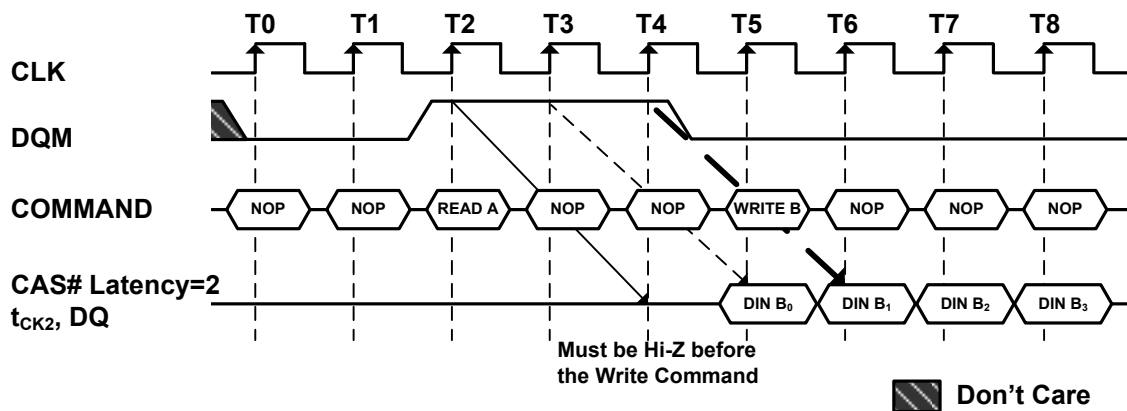 T0 T1 T2 T3 T4 T5 T6 T7 T8
CLK
DQM
COMMAND NOP NOP READ A NOP NOP WRITE B NOP NOP NOP
CAS# Latency=2
tCK2, DQ DIN B0 DIN B1 DIN B2 DIN B3
Must be Hi-Z before
the Write Command
Don't Care